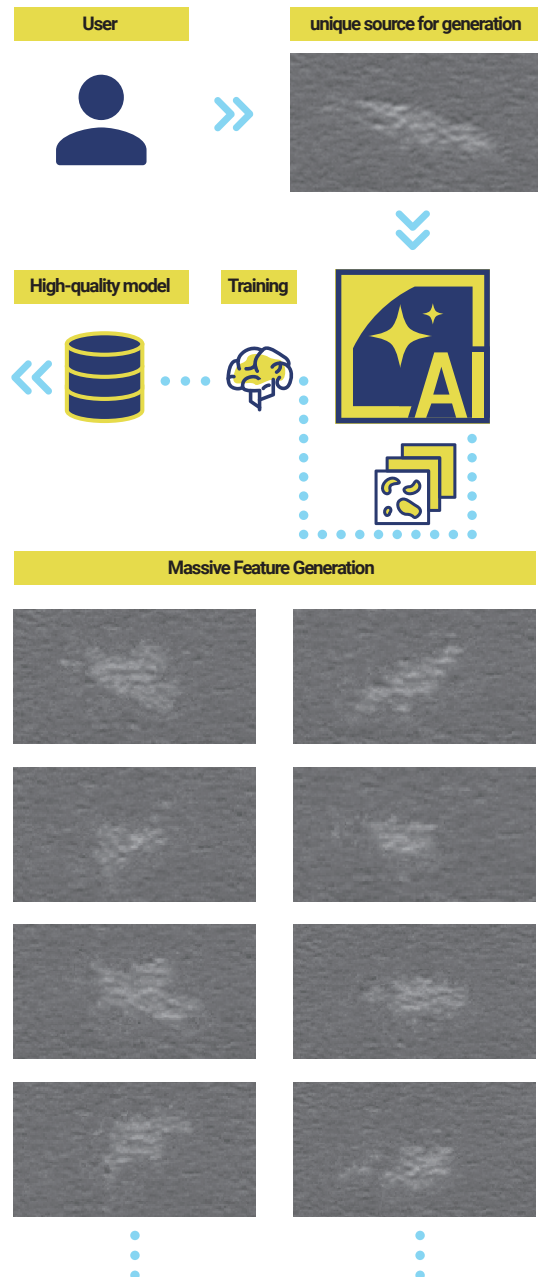 User
unique source for generation
High-quality model
Training
AI
Massive Feature Generation